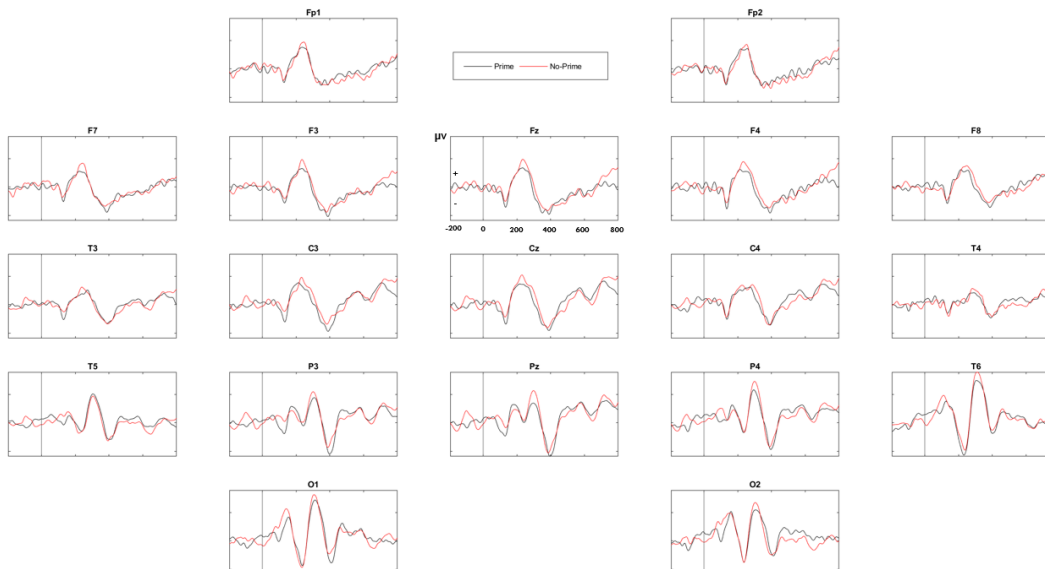 Fp1
Fp2
Prime No-Prime
F7
F3
Fz
F4
F8
µv
+
-
-200 0 200 400 600 800
T3
C3
Cz
C4
T4
T5
P3
Pz
P4
T6
O1
O2